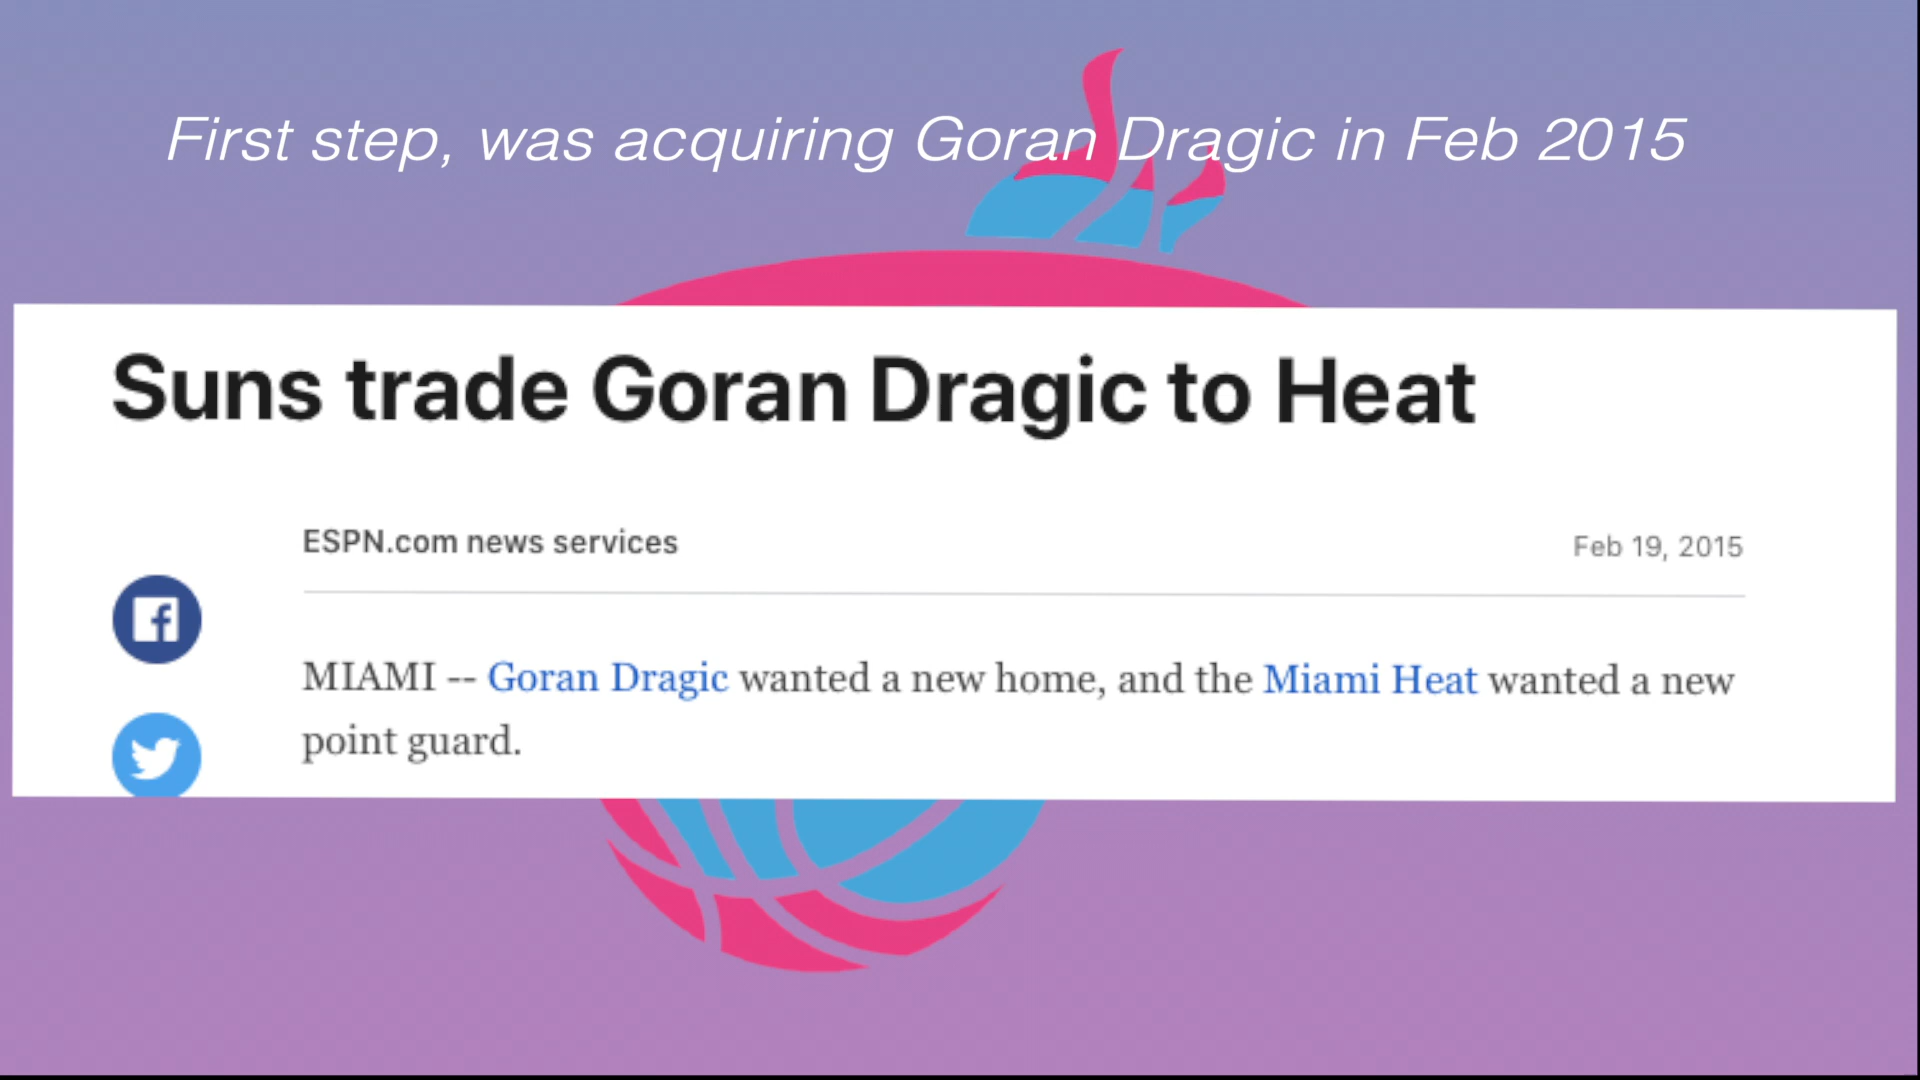 First step, was acquiring Goran Dragic in Feb 2015
Suns trade Goran Dragic to Heat
ESPN.com news services
Feb 19, 2015
MIAMI -- Goran Dragic wanted a new home, and the Miami Heat wanted a new
point guard.